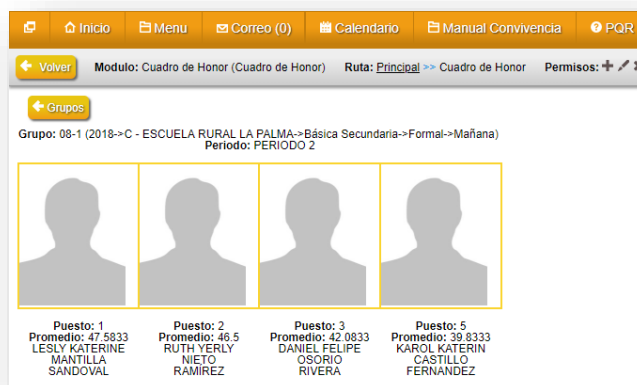 Inicio Menu Correo (0) Calendario Manual Convivencia PQR
Volver Modulo: Cuadro de Honor (Cuadro de Honor) Ruta: Principal >> Cuadro de Honor Permisos:
Grupos
Grupo: 08-1 (2018->C - ESCUELA RURAL LA PALMA->Básica Secundaria->Formal->Mañana)
Periodo: PERIODO 2
Puesto: 1
Promedio: 47.5833
LESLY KATERINE
MANTILLA
SANDOVAL
Puesto: 2
Promedio: 46.5
RUTH YERLY
NIETO
RAMÍREZ
Puesto: 3
Promedio: 42.0833
DANIEL FELIPE
OSORIO
RIVERA
Puesto: 5
Promedio: 39.8333
KAROL KATERIN
CASTILLO
FERNANDEZ